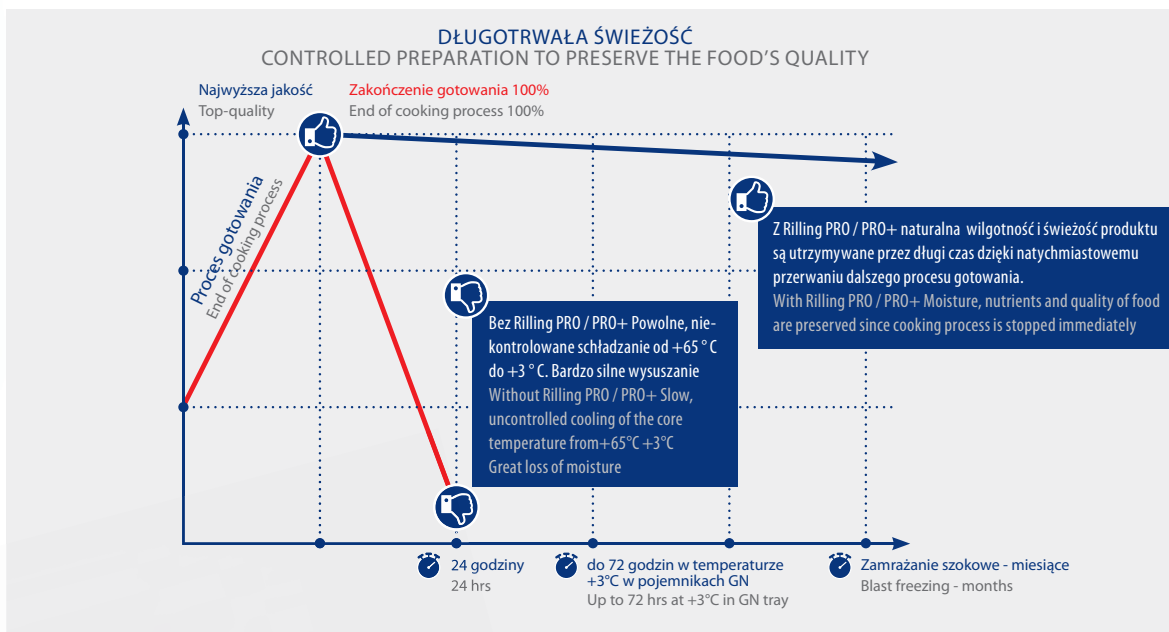 DŁUGOTRWAŁA ŚWIEŻOŚĆ
CONTROLLED PREPARATION TO PRESERVE THE FOOD'S QUALITY
Najwyższa jakość
Top-quality
Zakończenie gotowania 100%
End of cooking process 100%
Proces gotowania
End of cooking process
Z Rilling PRO / PRO+ naturalna wilgotność i świeżość produktu
są utrzymywane przez długi czas dzięki natychmiastowemu
przerwaniu dalszego procesu gotowania.
With Rilling PRO / PRO+ Moisture, nutrients and quality of food
are preserved since cooking process is stopped immediately
Bez Rilling PRO / PRO+ Powolne, nie-
kontrolowane schładzanie od +65 °C
do +3 °C. Bardzo silne wysuszanie
Without Rilling PRO / PRO+ Slow,
uncontrolled cooling of the core
temperature from+65°C +3°C
Great loss of moisture
24 godziny
24 hrs
do 72 godzin w temperaturze
+3°C w pojemnikach GN
Up to 72 hrs at +3°C in GN tray
Zamrażanie szokowe - miesiące
Blast freezing - months